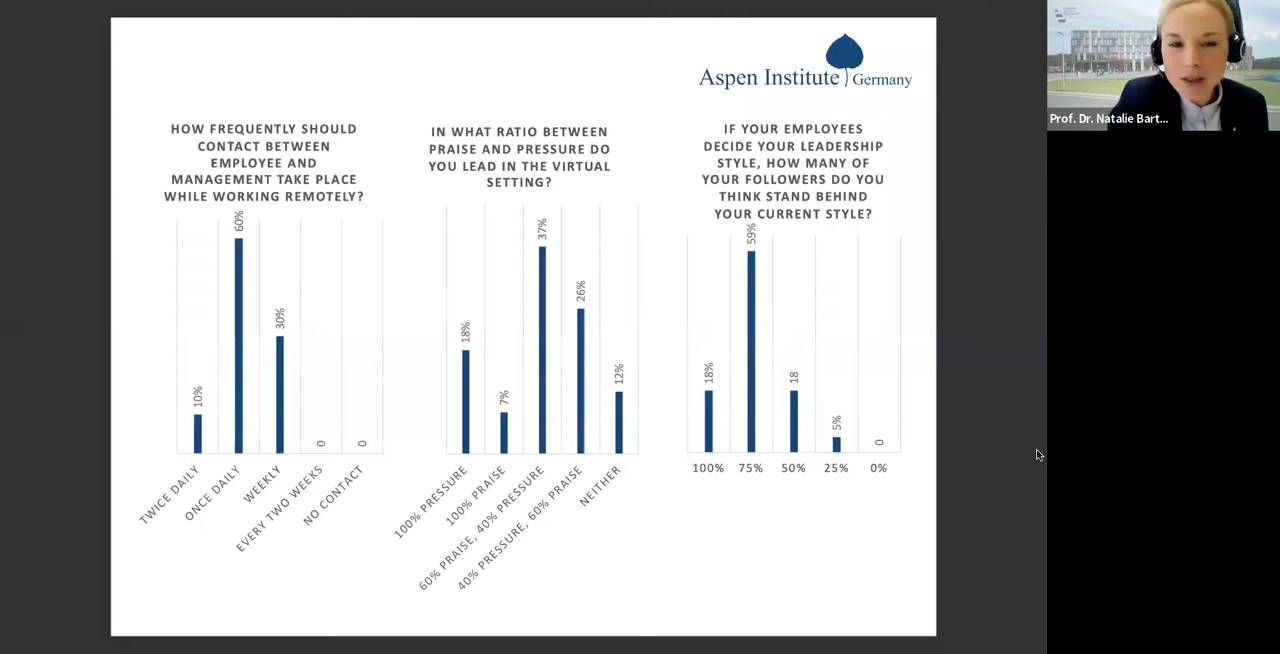 Aspen Institute Germany
HOW FREQUENTLY SHOULD
CONTACT BETWEEN
EMPLOYEE AND
MANAGEMENT TAKE PLACE
WHILE WORKING REMOTELY?
10%
60%
30%
0
0
TWICE DAILY
ONCE DAILY
WEEKLY
EVERY TWO WEEKS
NO CONTACT
IN WHAT RATIO BETWEEN
PRAISE AND PRESSURE DO
YOU LEAD IN THE VIRTUAL
SETTING?
18%
7%
37%
26%
12%
100% PRESSURE
100% PRAISE
60% PRAISE, 40% PRESSURE
40% PRESSURE, 60% PRAISE
NEITHER
IF YOUR EMPLOYEES
DECIDE YOUR LEADERSHIP
STYLE, HOW MANY OF
YOUR FOLLOWERS DO YOU
THINK STAND BEHIND
YOUR CURRENT STYLE?
18%
59%
18
5%
0
100%
75%
50%
25%
0%
Prof. Dr. Natalie Bart...